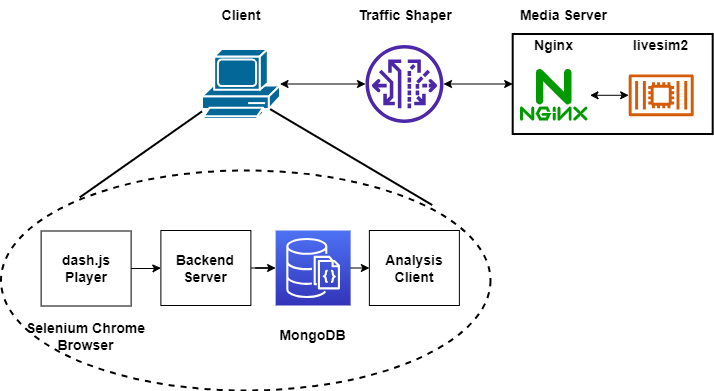 Client
Traffic Shaper
Media Server
Nginx
livesim2
NGiNX
dash.js
Player
Backend
Server
Analysis
Client
Selenium Chrome
Browser
MongoDB